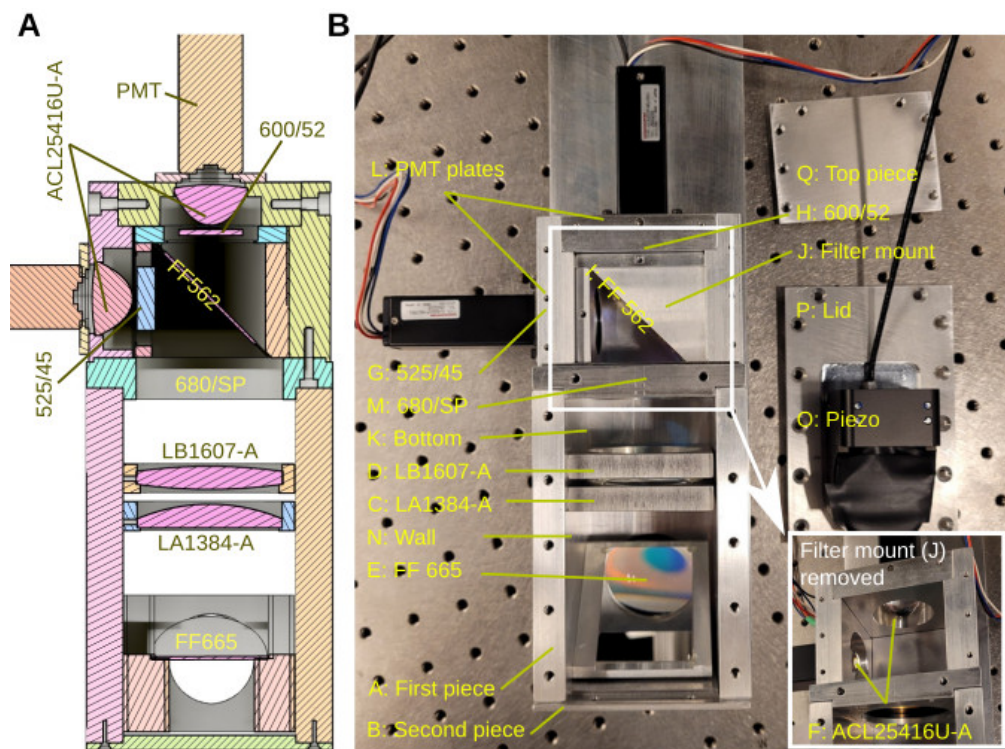 A
B
PMT
ACL25416U-A
600/52
FF562
525/45
680/SP
LB1607-A
LA1384-A
FF665
L: PMT plates
Q: Top piece
H: 600/52
J: Filter mount
I: FF 562
P: Lid
G: 525/45
M: 680/SP
K: Bottom
Q: Piezo
D: LB1607-A
C: LA1384-A
N: Wall
E: FF 665
A: First piece
B: Second piece
Filter mount (J)
removed
F: ACL25416U-A